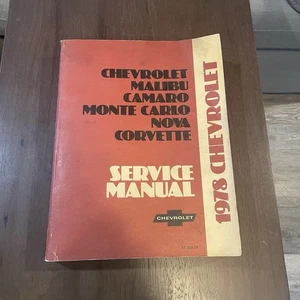 CHEVROLET
MALIBU
CAMARO
MONTE CARLO
NOVA
CORVETTE
SERVICE
MANUAL
CHEVROLET
1978 CHEVROLET